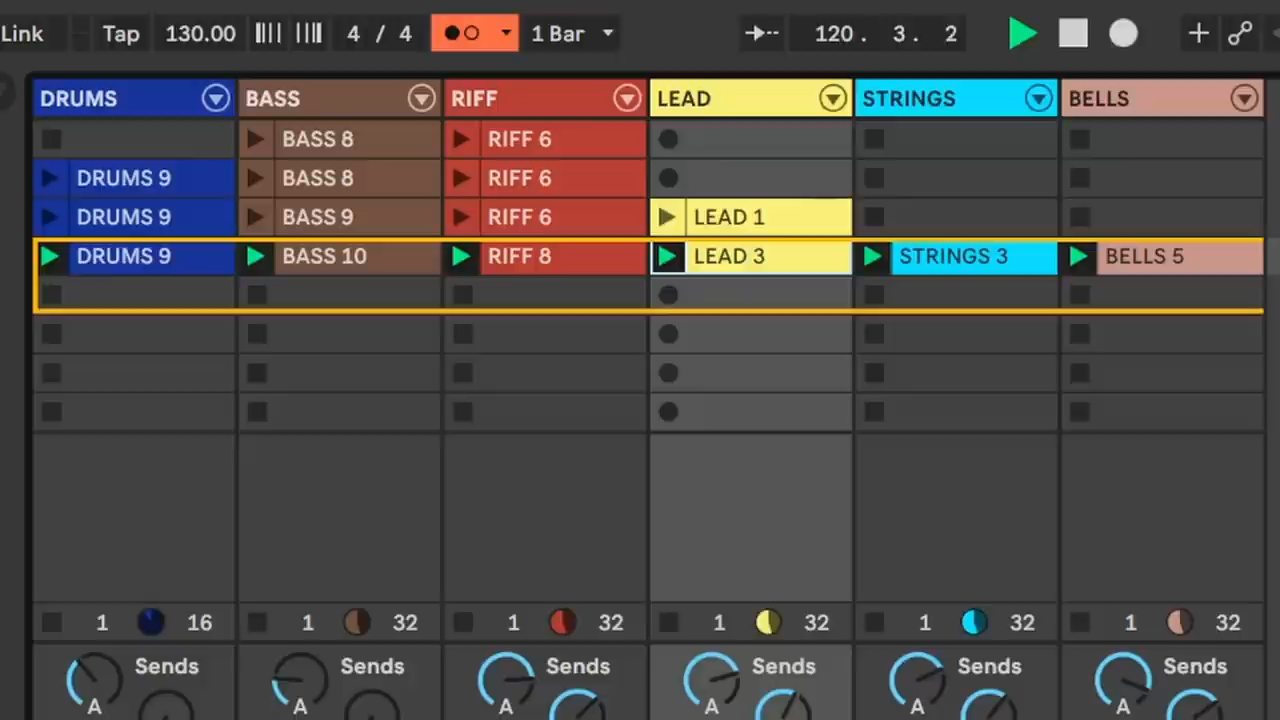 Link Tap 130.00 4 / 4 1 Bar 120. 3. 2
DRUMS BASS RIFF LEAD STRINGS BELLS
BASS 8 RIFF 6
DRUMS 9 BASS 8 RIFF 6
DRUMS 9 BASS 9 RIFF 6 LEAD 1
DRUMS 9 BASS 10 RIFF 8 LEAD 3 STRINGS 3 BELLS 5
1 16 1 32 1 32 1 32 1 32 1 32
Sends Sends Sends Sends Sends Sends
A A A A A A